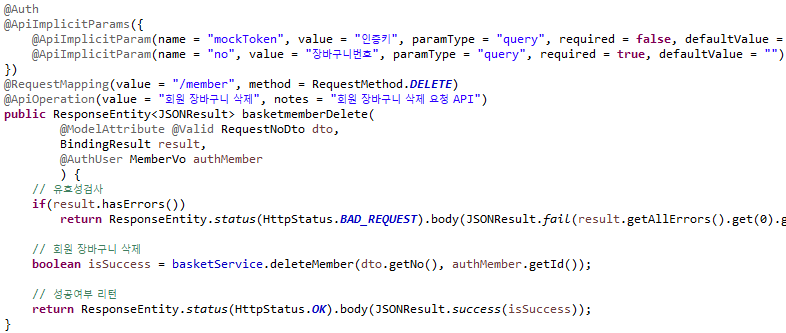 @Auth
@ApiImplicitParams({
    @ApiImplicitParam(name = "mockToken", value = "인증키", paramType = "query", required = false, defaultValue =
    @ApiImplicitParam(name = "no", value = "장바구니번호", paramType = "query", required = true, defaultValue = "")
})
@RequestMapping(value = "/member", method = RequestMethod.DELETE)
@ApiOperation(value = "회원 장바구니 삭제", notes = "회원 장바구니 삭제 요청 API")
public ResponseEntity<JSONResult> basketmemberDelete(
        @ModelAttribute @Valid RequestNoDto dto,
        BindingResult result,
        @AuthUser MemberVo authMember
        ) {
    // 유효성검사
    if(result.hasErrors())
        return ResponseEntity.status(HttpStatus.BAD_REQUEST).body(JSONResult.fail(result.getAllErrors().get(0).g
    // 회원 장바구니 삭제
    boolean isSuccess = basketService.deleteMember(dto.getNo(), authMember.getId());
    // 성공여부 리턴
    return ResponseEntity.status(HttpStatus.OK).body(JSONResult.success(isSuccess));
}